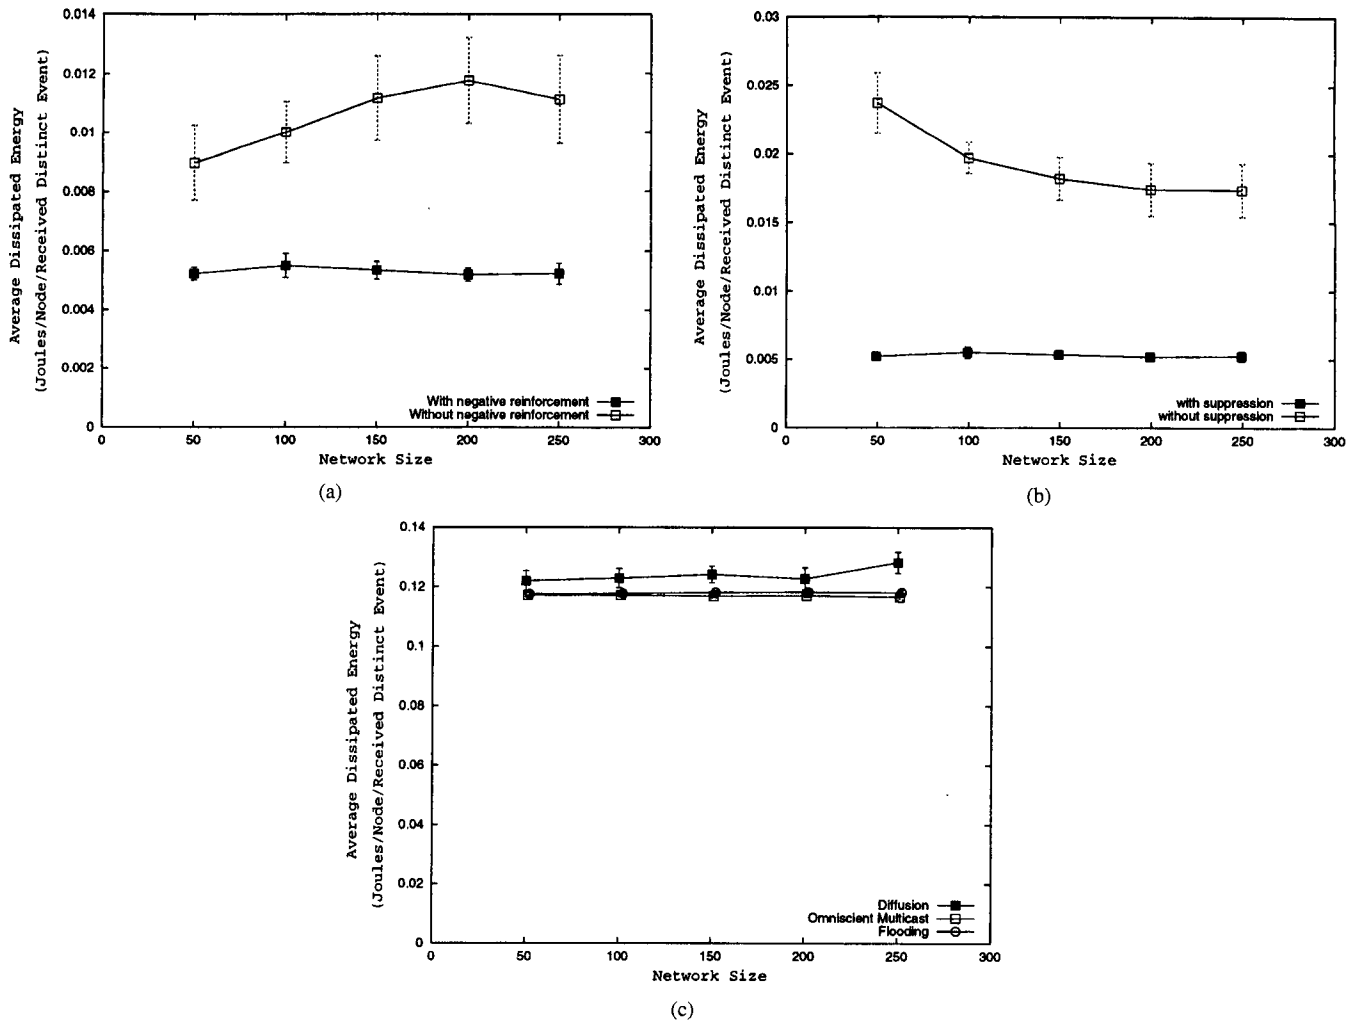 0.014
0.012
0.01
0.008
0.006
0.004
0.002
0
Average Dissipated Energy
(Joules/Node/Received Distinct Event)
With negative reinforcement
Without negative reinforcement
0 50 100 150 200 250 300
Network Size
(a)
0.03
0.025
0.02
0.015
0.01
0.005
0
Average Dissipated Energy
(Joules/Node/Received Distinct Event)
with suppression
without suppression
0 50 100 150 200 250 300
Network Size
(b)
0.14
0.12
0.1
0.08
0.06
0.04
0.02
0
Average Dissipated Energy
(Joules/Node/Received Distinct Event)
Diffusion
Omniscient Multicast
Flooding
0 50 100 150 200 250 300
Network Size
(c)